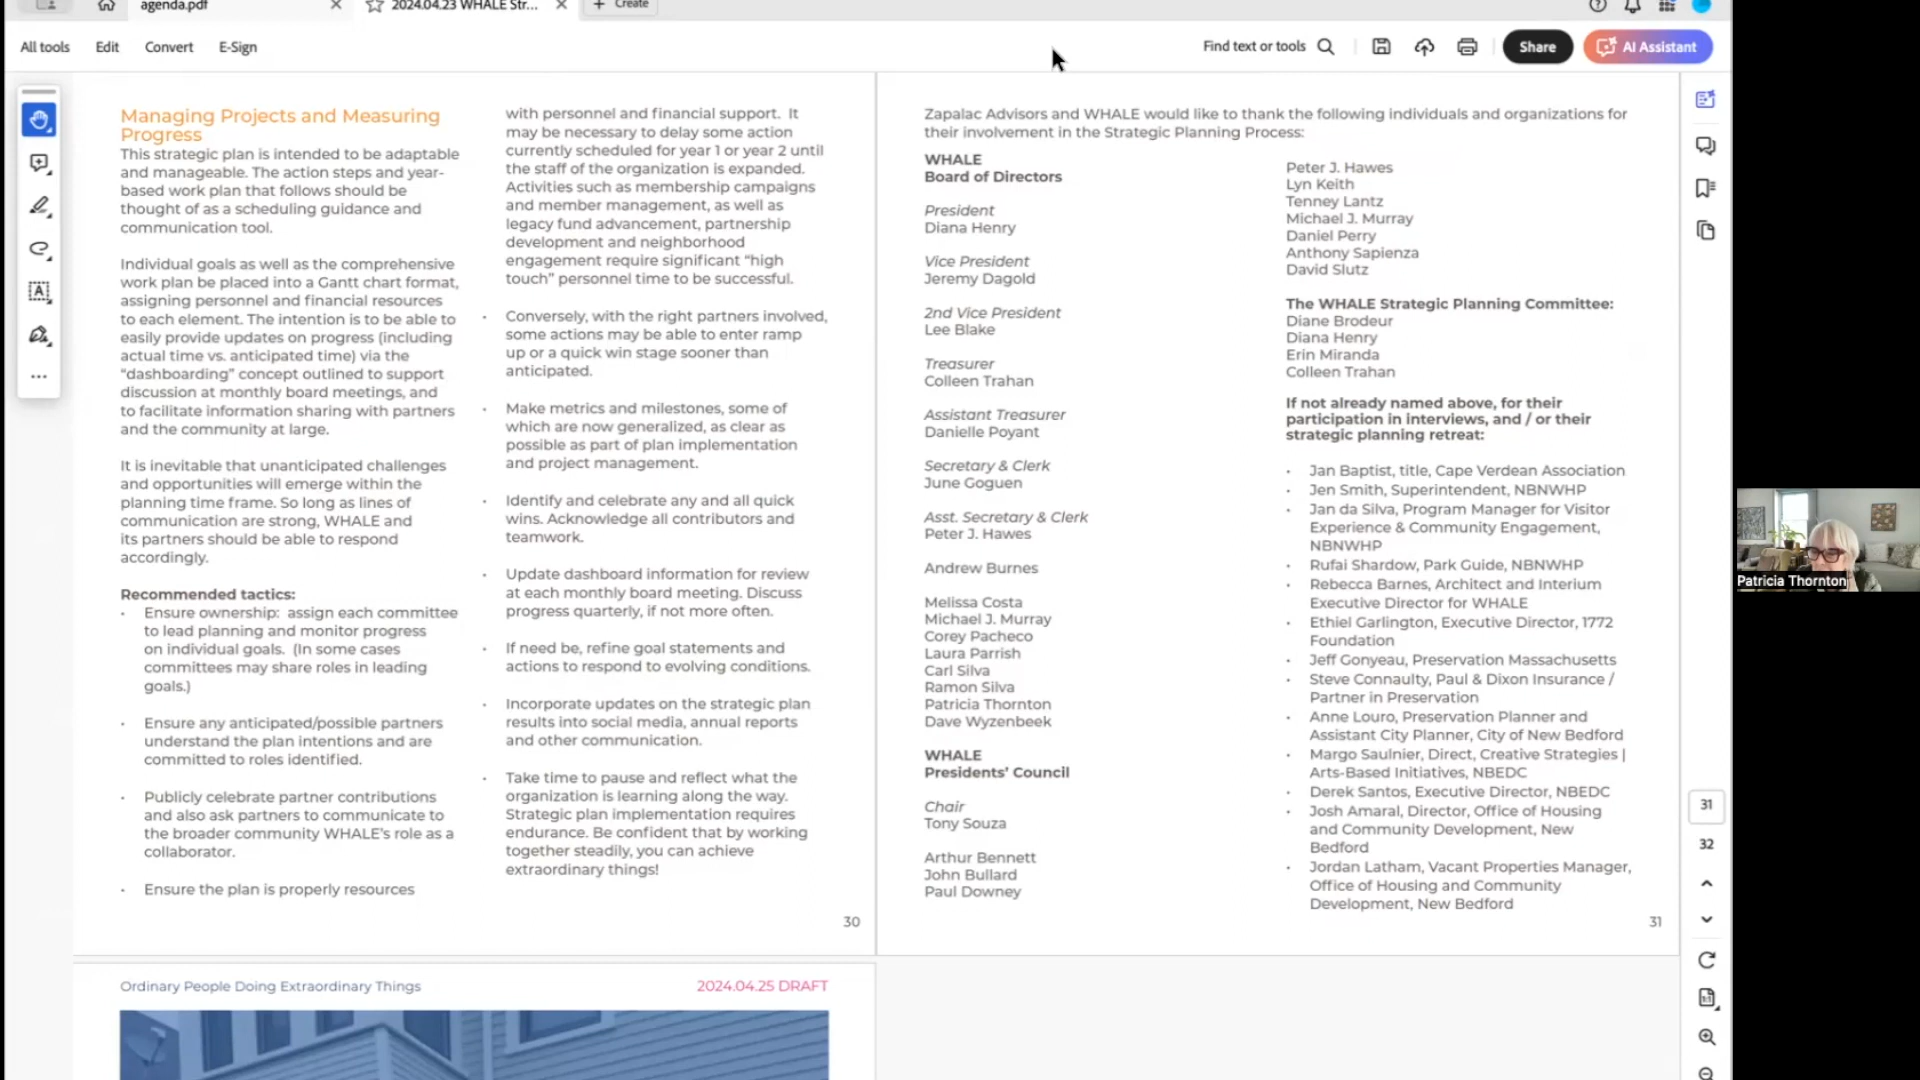 agenda.pdf
2024.04.23 WHALE Str...
Create
All tools
Edit
Convert
E-Sign
Find text or tools
Share
AI Assistant
Managing Projects and Measuring
Progress
This strategic plan is intended to be adaptable
and manageable. The action steps and year-
based work plan that follows should be
thought of as a scheduling guidance and
communication tool.
Individual goals as well as the comprehensive
work plan be placed into a Gantt chart format,
assigning personnel and financial resources
to each element. The intention is to be able to
easily provide updates on progress (including
actual time vs. anticipated time) via the
“dashboarding” concept outlined to support
discussion at monthly board meetings, and
to facilitate information sharing with partners
and the community at large.
It is inevitable that unanticipated challenges
and opportunities will emerge within the
planning time frame. So long as lines of
communication are strong, WHALE and
its partners should be able to respond
accordingly.
Recommended tactics:
• Ensure ownership: assign each committee
to lead planning and monitor progress
on individual goals. (In some cases
committees may share roles in leading
goals.)
• Ensure any anticipated/possible partners
understand the plan intentions and are
committed to roles identified.
• Publicly celebrate partner contributions
and also ask partners to communicate to
the broader community WHALE’s role as a
collaborator.
• Ensure the plan is properly resources
with personnel and financial support. It
may be necessary to delay some action
currently scheduled for year 1 or year 2 until
the staff of the organization is expanded.
Activities such as membership campaigns
and member management, as well as
legacy fund advancement, partnership
development and neighborhood
engagement require significant “high
touch” personnel time to be successful.
• Conversely, with the right partners involved,
some actions may be able to enter ramp
up or a quick win stage sooner than
anticipated.
• Make metrics and milestones, some of
which are now generalized, as clear as
possible as part of plan implementation
and project management.
• Identify and celebrate any and all quick
wins. Acknowledge all contributors and
teamwork.
• Update dashboard information for review
at each monthly board meeting. Discuss
progress quarterly, if not more often.
• If need be, refine goal statements and
actions to respond to evolving conditions.
• Incorporate updates on the strategic plan
results into social media, annual reports
and other communication.
• Take time to pause and reflect what the
organization is learning along the way.
Strategic plan implementation requires
endurance. Be confident that by working
together steadily, you can achieve
extraordinary things!
30
Zapalac Advisors and WHALE would like to thank the following individuals and organizations for
their involvement in the Strategic Planning Process:
WHALE
Board of Directors
President
Diana Henry
Vice President
Jeremy Dagold
2nd Vice President
Lee Blake
Treasurer
Colleen Trahan
Assistant Treasurer
Danielle Poyant
Secretary & Clerk
June Goguen
Asst. Secretary & Clerk
Peter J. Hawes
Andrew Burnes
Melissa Costa
Michael J. Murray
Corey Pacheco
Laura Parrish
Carl Silva
Ramon Silva
Patricia Thornton
Dave Wyzenbeek
WHALE
Presidents’ Council
Chair
Tony Souza
Arthur Bennett
John Bullard
Paul Downey
Peter J. Hawes
Lyn Keith
Tenney Lantz
Michael J. Murray
Daniel Perry
Anthony Sapienza
David Slutz
The WHALE Strategic Planning Committee:
Diane Brodeur
Diana Henry
Erin Miranda
Colleen Trahan
If not already named above, for their
participation in interviews, and / or their
strategic planning retreat:
• Jan Baptist, title, Cape Verdean Association
• Jen Smith, Superintendent, NBNWHP
• Jan da Silva, Program Manager for Visitor
Experience & Community Engagement,
NBNWHP
• Rufai Shardow, Park Guide, NBNWHP
• Rebecca Barnes, Architect and Interium
Executive Director for WHALE
• Ethiel Garlington, Executive Director, 1772
Foundation
• Jeff Gonyeau, Preservation Massachusetts
• Steve Connaulty, Paul & Dixon Insurance /
Partner in Preservation
• Anne Louro, Preservation Planner and
Assistant City Planner, City of New Bedford
• Margo Saulnier, Direct, Creative Strategies |
Arts-Based Initiatives, NBEDC
• Derek Santos, Executive Director, NBEDC
• Josh Amaral, Director, Office of Housing
and Community Development, New
Bedford
• Jordan Latham, Vacant Properties Manager,
Office of Housing and Community
Development, New Bedford
31
31
32
Patricia Thornton
Ordinary People Doing Extraordinary Things
2024.04.25 DRAFT